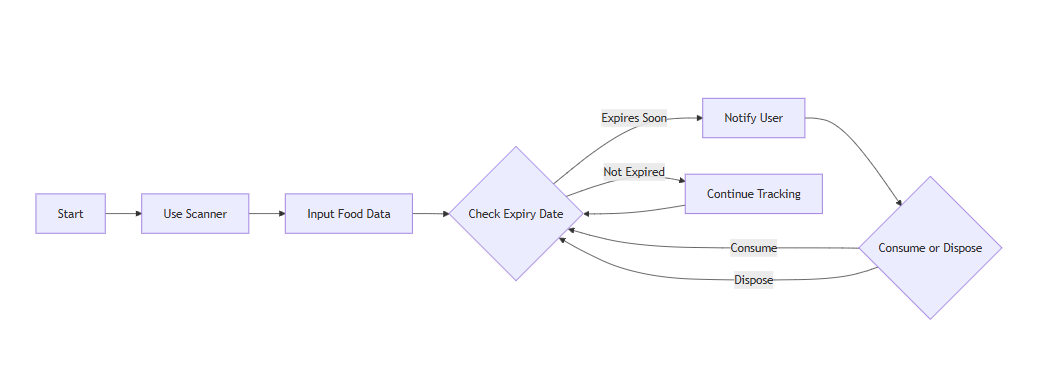 Start
Use Scanner
Input Food Data
Check Expiry Date
Expires Soon
Notify User
Not Expired
Continue Tracking
Consume or Dispose
Consume
Dispose